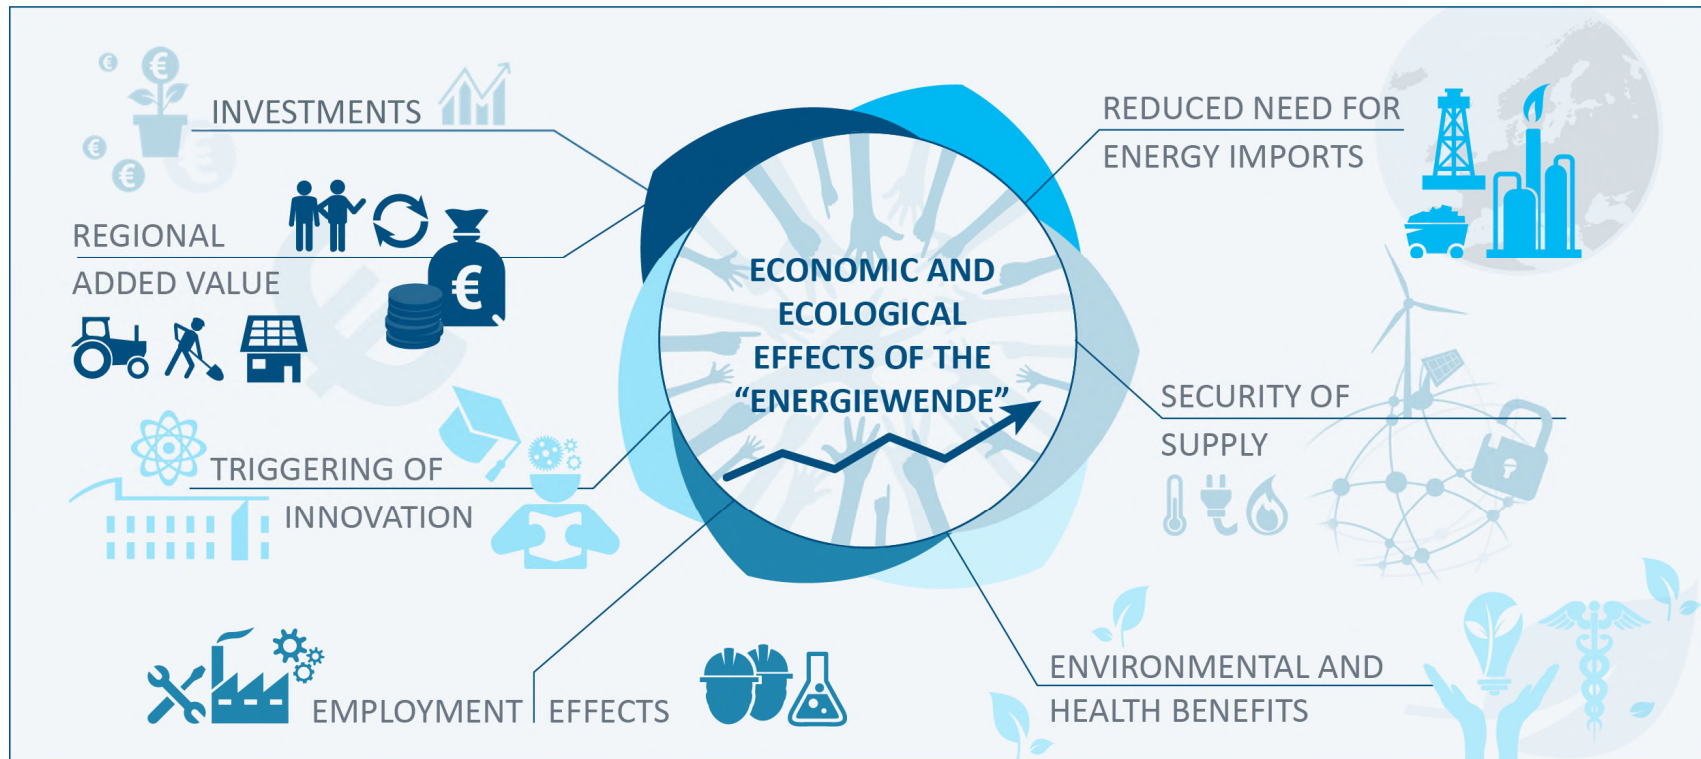 INVESTMENTS
REGIONAL
ADDED VALUE
€
TRIGGERING OF
INNOVATION
EMPLOYMENT EFFECTS
ECONOMIC AND
ECOLOGICAL
EFFECTS OF THE
“ENERGIEWENDE”
REDUCED NEED FOR
ENERGY IMPORTS
SECURITY OF
SUPPLY
ENVIRONMENTAL AND
HEALTH BENEFITS